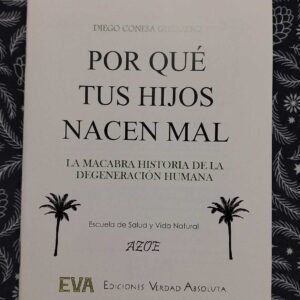 DIEGO CONESA
POR QUÉ
TUS HIJOS
NACEN MAL
LA MACABRA HISTORIA DE LA
DEGENERACIÓN HUMANA
Escuela de Salud y Vida Natural
AZOE
EVA EDICIONES VERDAD ABSOLUTA